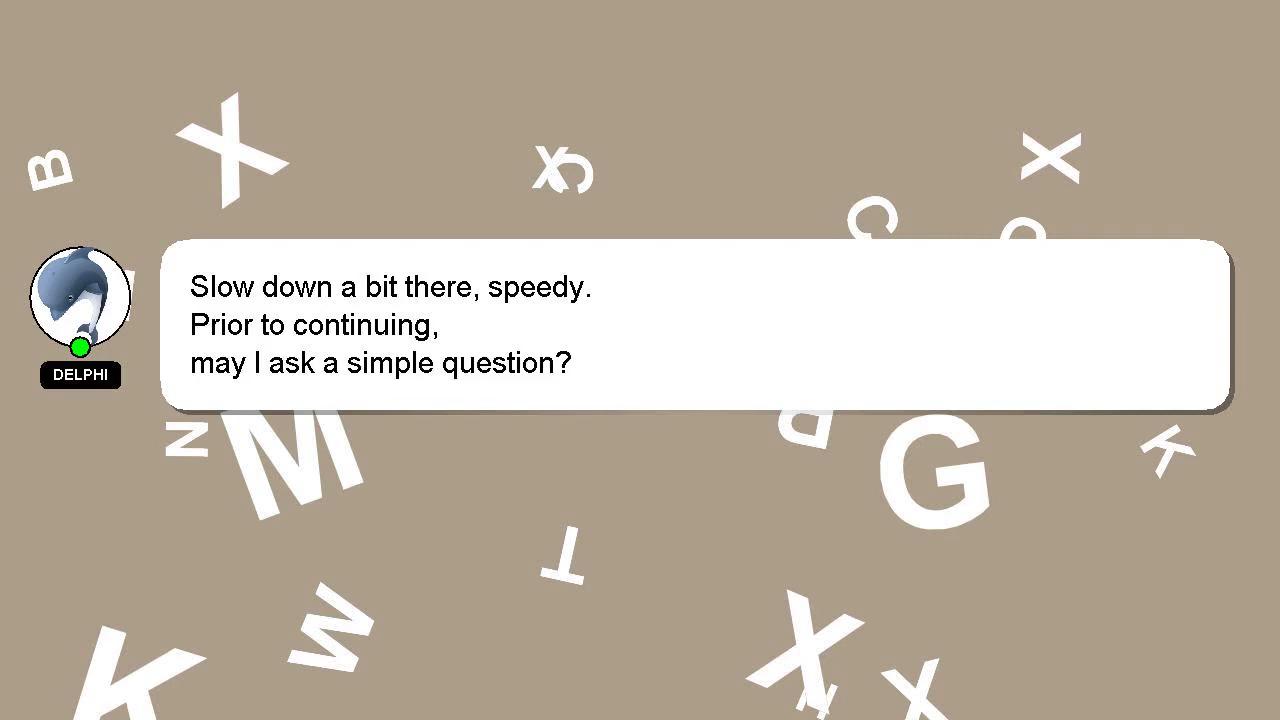 B
X
X
C
X
C
O
Slow down a bit there, speedy.
Prior to continuing,
may I ask a simple question?
DELPHI
N
M
R
G
K
T
W
K
X
X